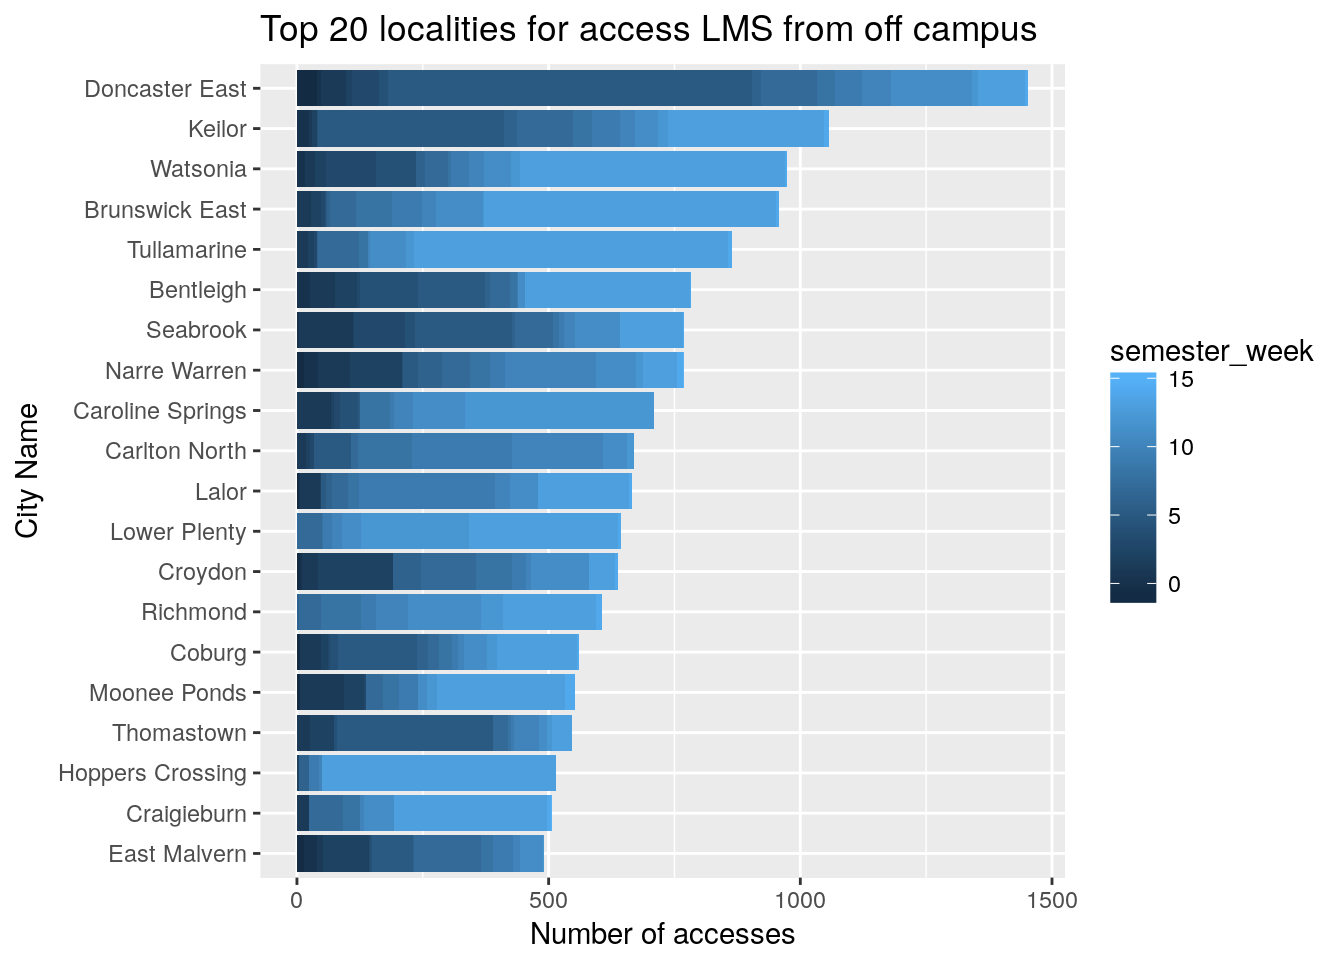 Top 20 localities for access LMS from off campus
Doncaster East
Keilor
Watsonia
Brunswick East
Tullamarine
Bentleigh
Seabrook
Narre Warren
Caroline Springs
Carlton North
Lalor
Lower Plenty
Croydon
Richmond
Coburg
Moonee Ponds
Thomastown
Hoppers Crossing
Craigieburn
East Malvern
City Name
0 500 1000 1500
Number of accesses
semester_week
15
10
5
0